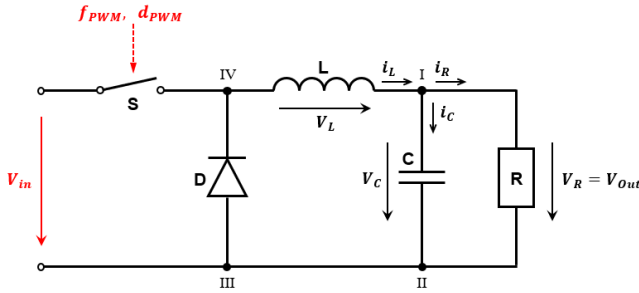 f_PWM, d_PWM
IV L i_L I i_R
S
V_L i_C
V_in D V_C C R V_R = V_Out
III II